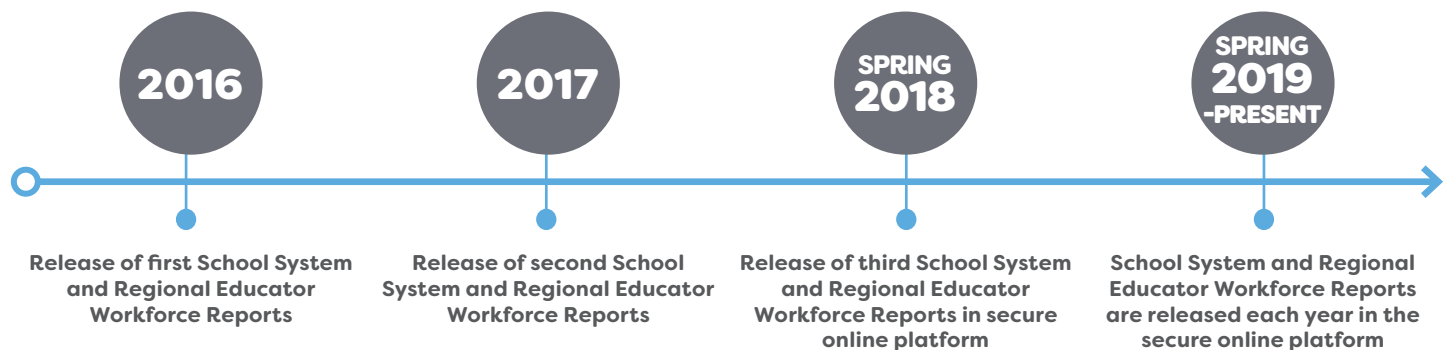 2016
2017
SPRING
2018
SPRING
2019
-PRESENT
Release of first School System
and Regional Educator
Workforce Reports
Release of second School
System and Regional Educator
Workforce Reports
Release of third School System
and Regional Educator
Workforce Reports in secure
online platform
School System and Regional
Educator Workforce Reports
are released each year in the
secure online platform